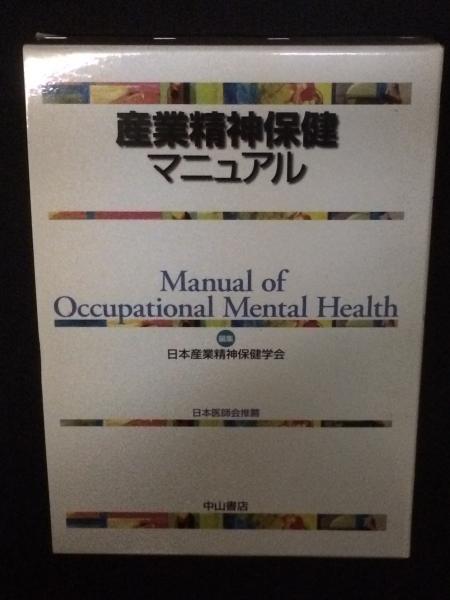 産業精神保健
マニュアル
Manual of
Occupational Mental Health
編集
日本産業精神保健学会
日本医師会推薦
中山書店